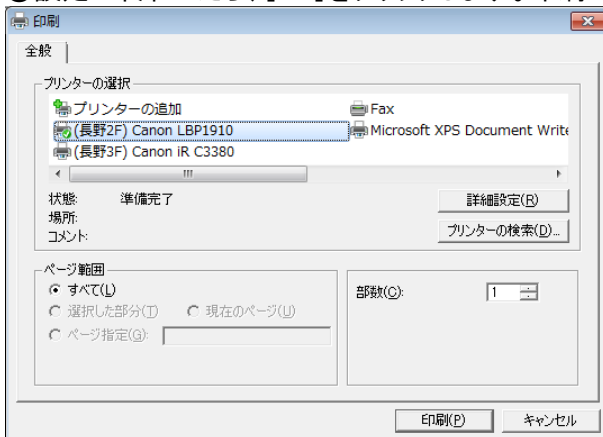 印刷
全般
プリンターの選択
プリンターの追加
Fax
(長野2F) Canon LBP1910
Microsoft XPS Document Write
(長野3F) Canon iR C3380
状態: 準備完了
詳細設定(R)
場所:
コメント:
プリンターの検索(D)...
ページ範囲
すべて(L)
部数(C): 1
選択した部分(T) 現在のページ(U)
ページ指定(G):
印刷(P) キャンセル